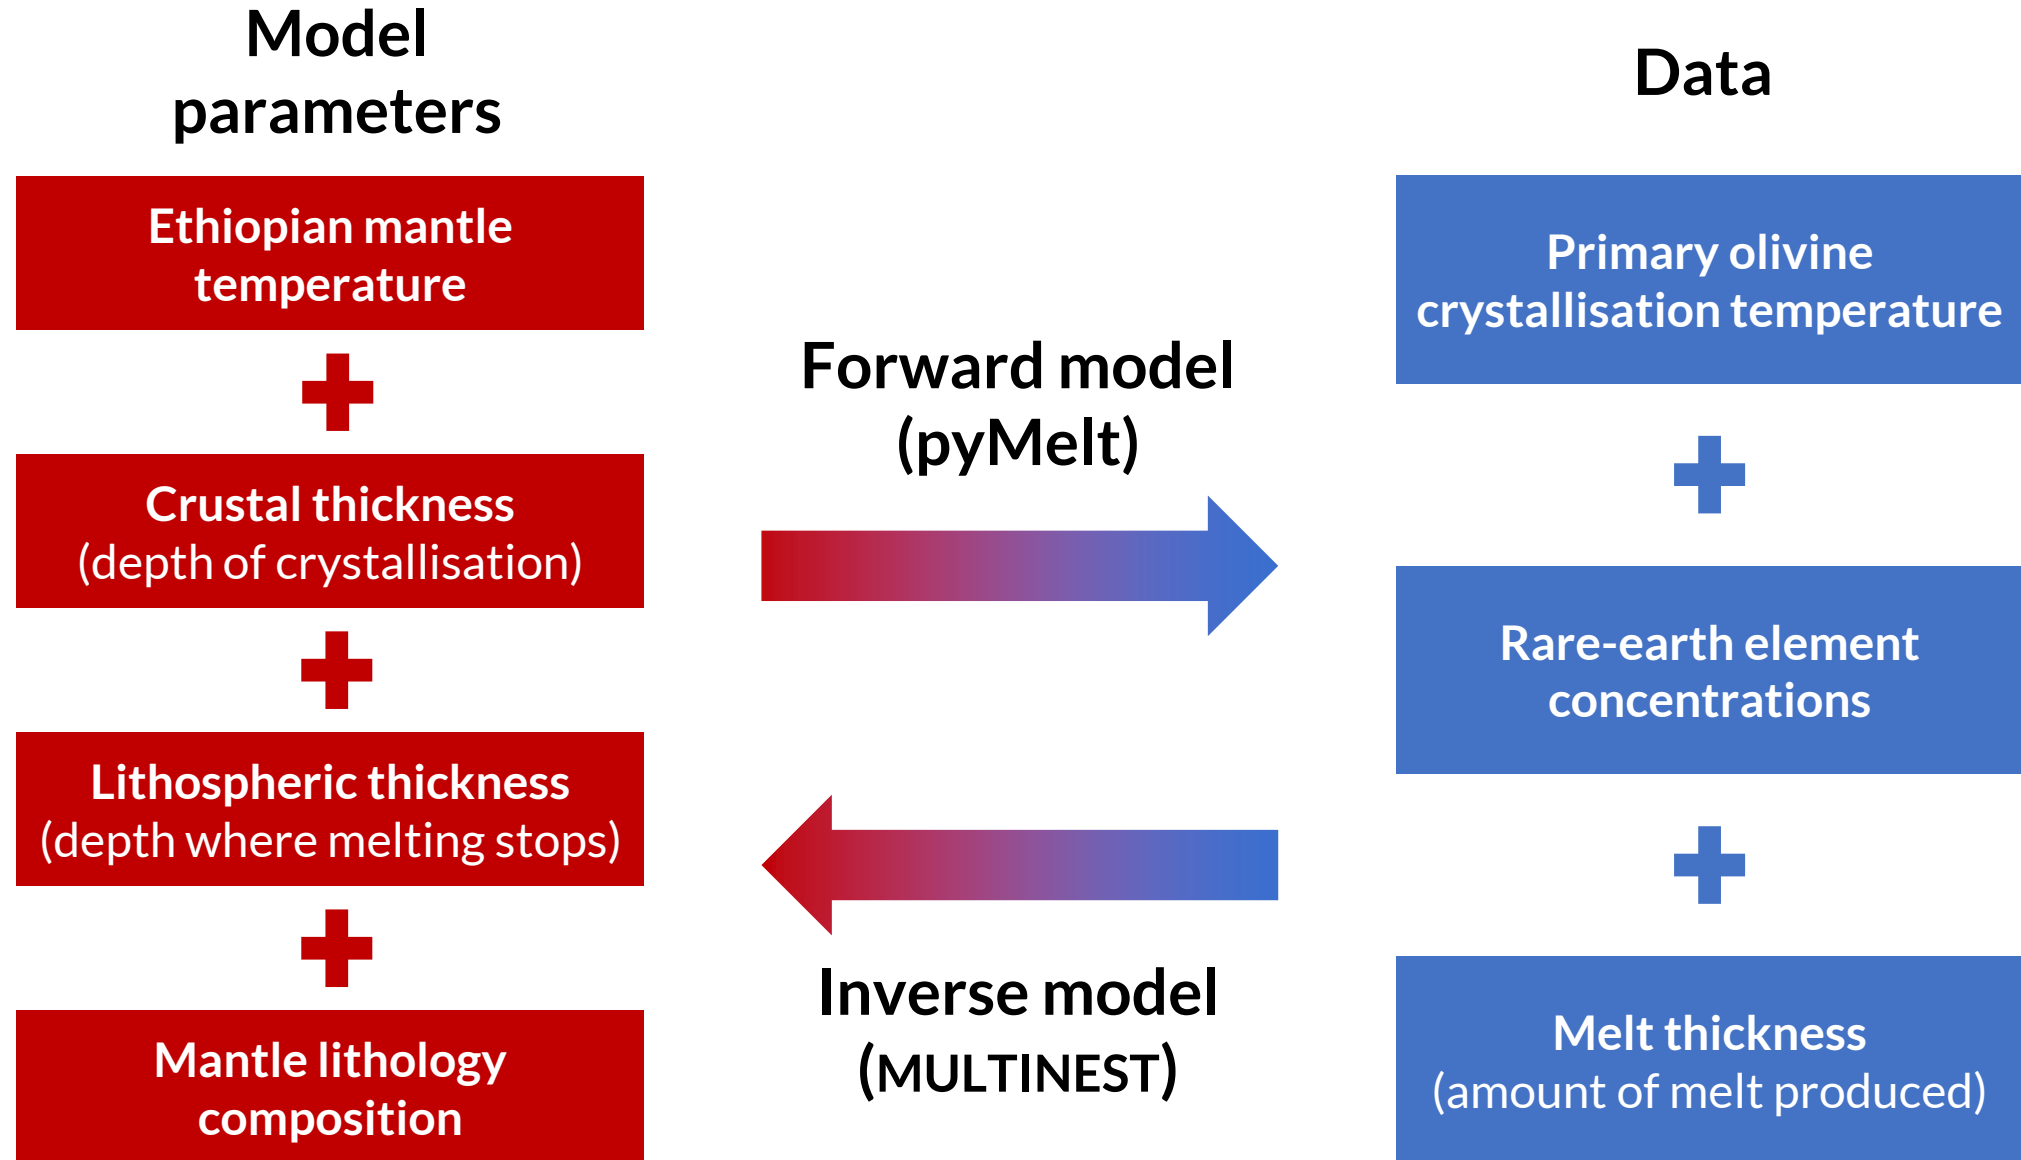 Model
parameters
Ethiopian mantle
temperature
Crustal thickness
(depth of crystallisation)
Lithospheric thickness
(depth where melting stops)
Mantle lithology
composition
Forward model
(pyMelt)
Inverse model
(MULTINEST)
Data
Primary olivine
crystallisation temperature
Rare-earth element
concentrations
Melt thickness
(amount of melt produced)